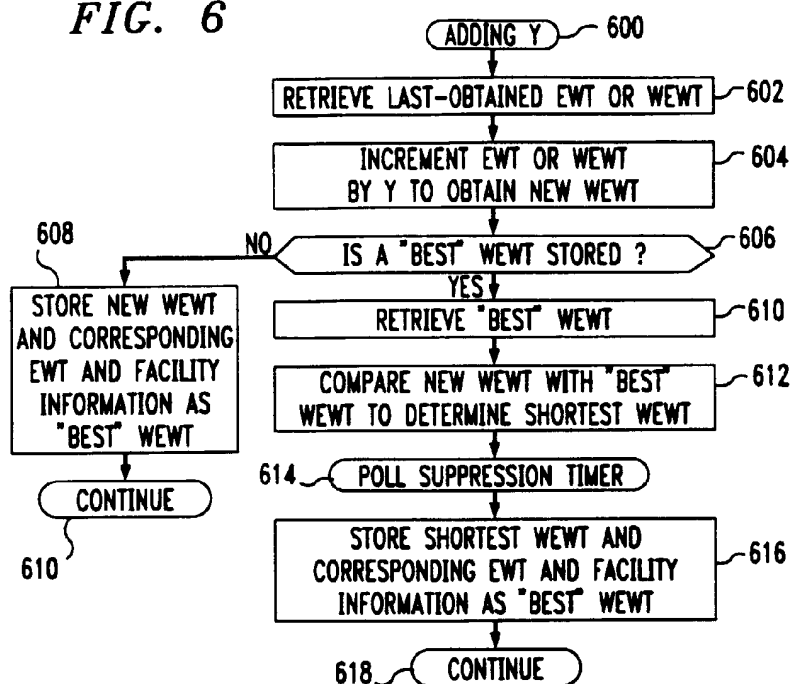 FIG. 6
ADDING Y
600
RETRIEVE LAST-OBTAINED EWT OR WEWT
602
INCREMENT EWT OR WEWT
BY Y TO OBTAIN NEW WEWT
604
IS A "BEST" WEWT STORED ?
606
NO
608
STORE NEW WEWT
AND CORRESPONDING
EWT AND FACILITY
INFORMATION AS
"BEST" WEWT
CONTINUE
610
YES
RETRIEVE "BEST" WEWT
610
COMPARE NEW WEWT WITH "BEST"
WEWT TO DETERMINE SHORTEST WEWT
612
614
POLL SUPPRESSION TIMER
STORE SHORTEST WEWT AND
CORRESPONDING EWT AND FACILITY
INFORMATION AS "BEST" WEWT
616
618
CONTINUE